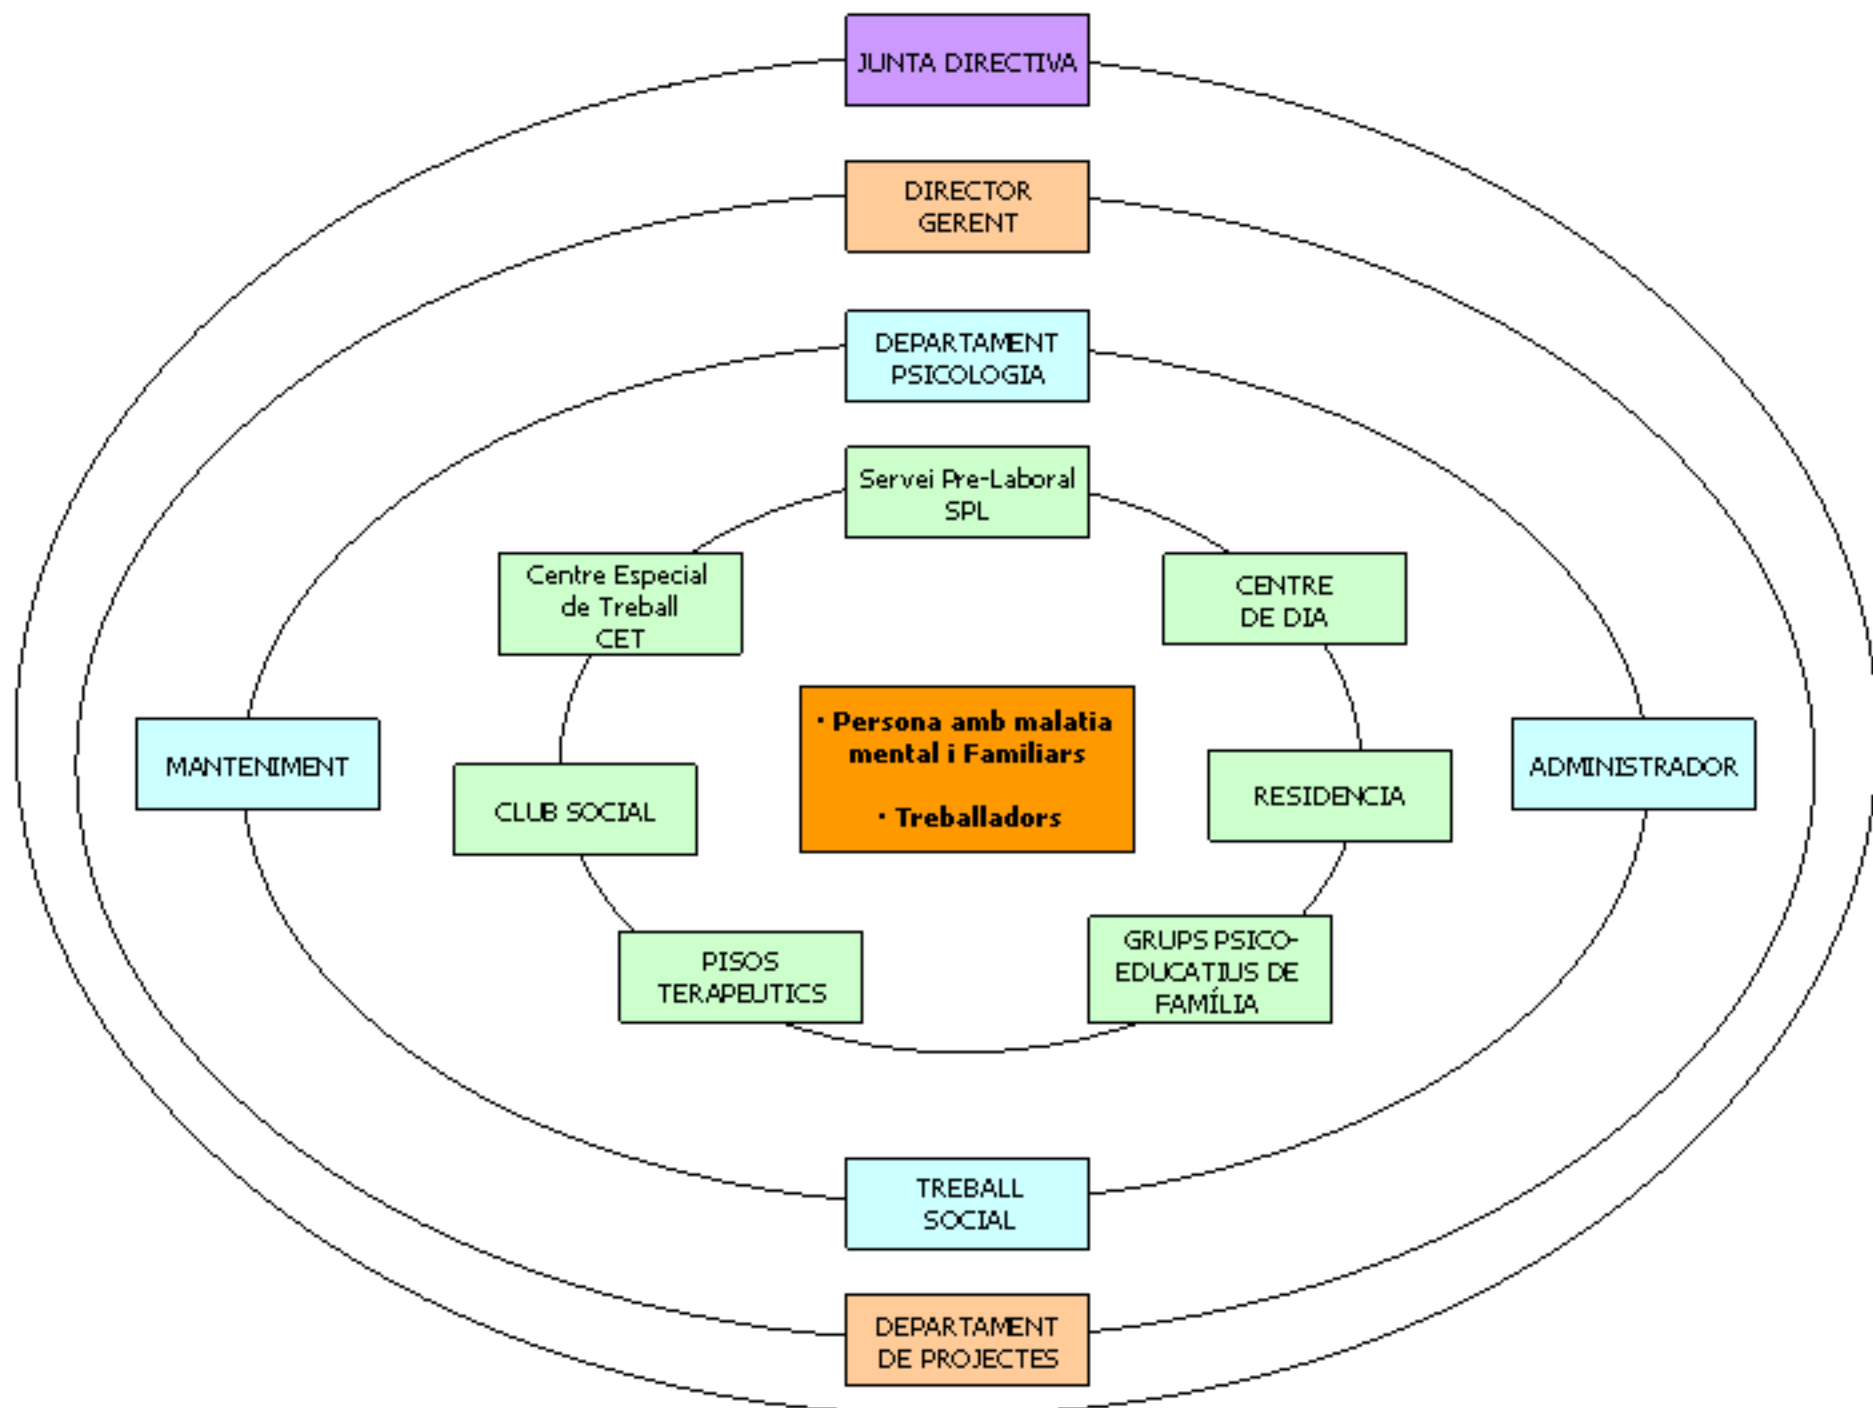 JUNTA DIRECTIVA
DIRECTOR
GERENT
DEPARTAMENT
PSICOLOGIA
Servei Pre-Laboral
SPL
Centre Especial
de Treball
CET
CENTRE
DE DIA
· Persona amb malatia
mental i Familiars
· Treballadors
MANTENIMENT
ADMINISTRADOR
CLUB SOCIAL
RESIDENCIA
PISOS
TERAPEUTICS
GRUPS PSICO-
EDUCATIUS DE
FAMÍLIA
TREBALL
SOCIAL
DEPARTAMENT
DE PROJECTES